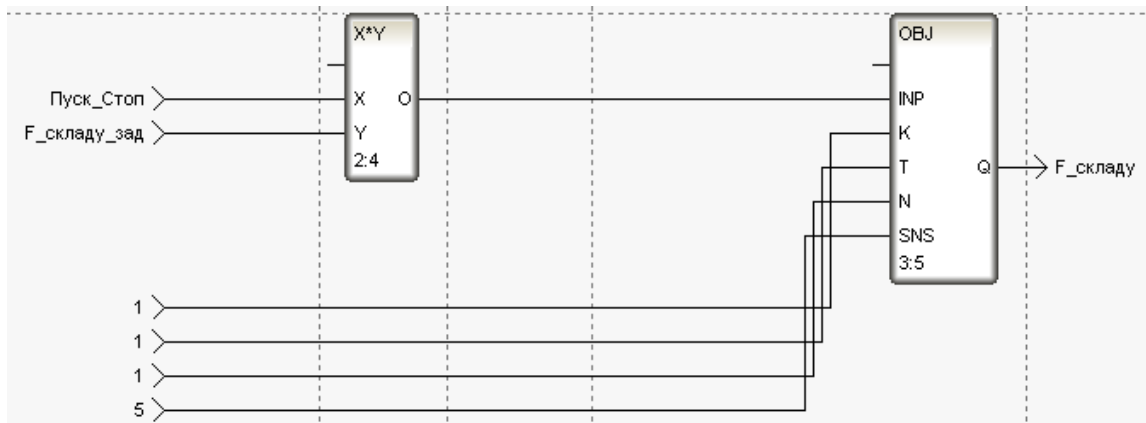 X*Y
Пуск_Стоп
X
O
F_складу_зад
Y
2:4
OBJ
INP
K
T
Q
N
SNS
3:5
F_складу
1
1
1
5